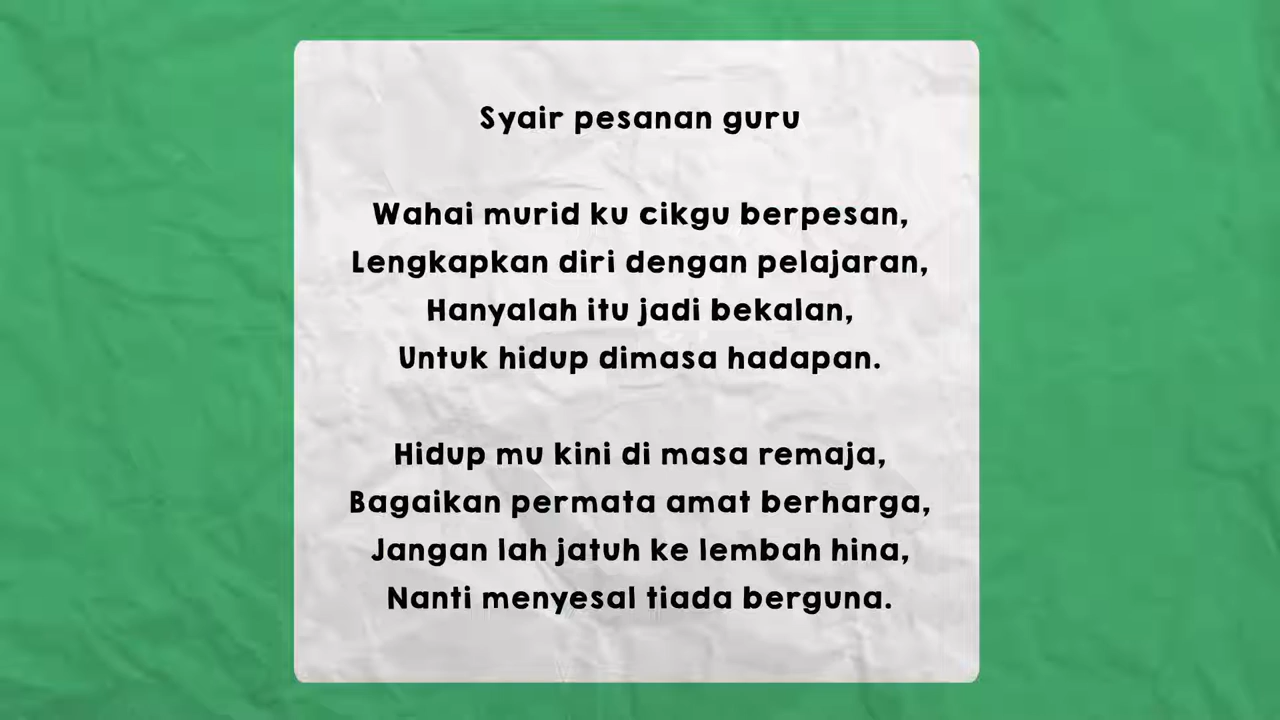 Syair pesanan guru
Wahai murid ku cikgu berpesan,
Lengkapkan diri dengan pelajaran,
Hanyalah itu jadi bekalan,
Untuk hidup dimasa hadapan.
Hidup mu kini di masa remaja,
Bagaikan permata amat berharga,
Jangan lah jatuh ke lembah hina,
Nanti menyesal tiada berguna.